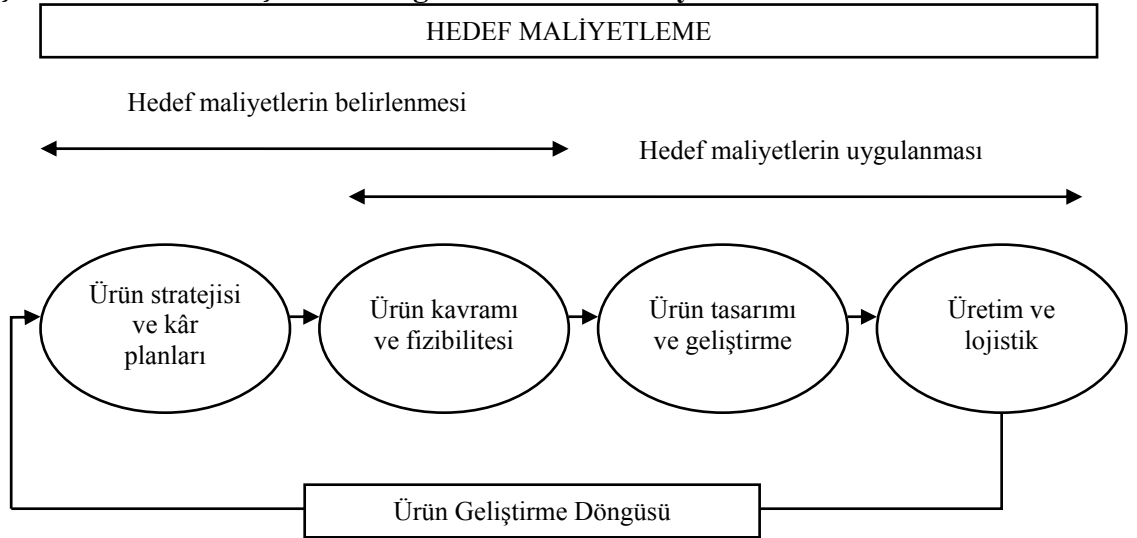 HEDEF MALİYETLEME
Hedef maliyetlerin belirlenmesi
Hedef maliyetlerin uygulanması
Ürün stratejisi
ve kâr
planları
Ürün kavramı
ve fizibilitesi
Ürün tasarımı
ve geliştirme
Üretim ve
lojistik
Ürün Geliştirme Döngüsü